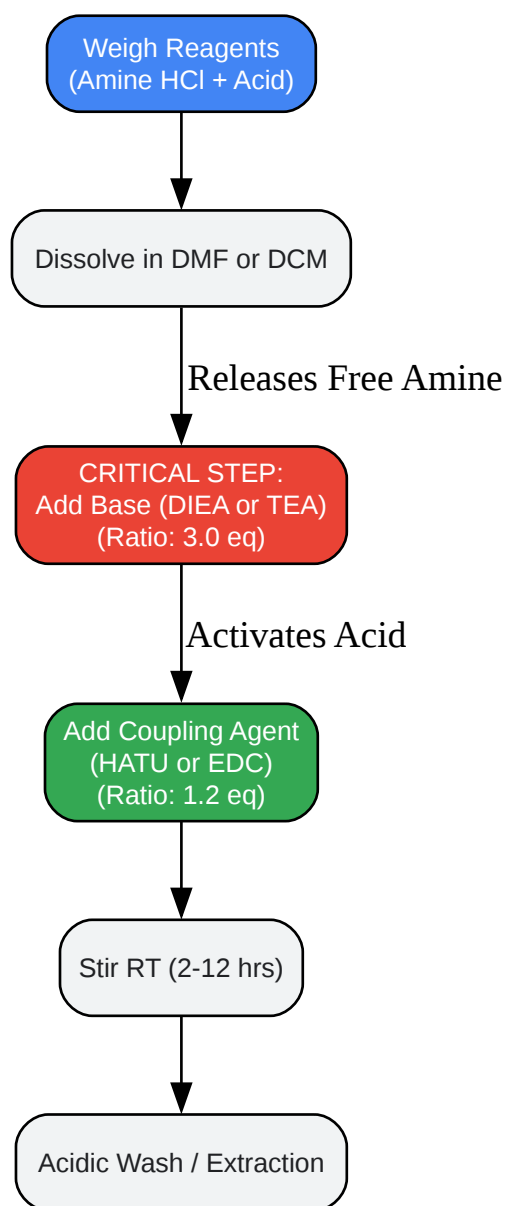 Weigh Reagents
(Amine HCl + Acid)
Dissolve in DMF or DCM
Releases Free Amine
CRITICAL STEP:
Add Base (DIEA or TEA)
(Ratio: 3.0 eq)
Activates Acid
Add Coupling Agent
(HATU or EDC)
(Ratio: 1.2 eq)
Stir RT (2-12 hrs)
Acidic Wash / Extraction